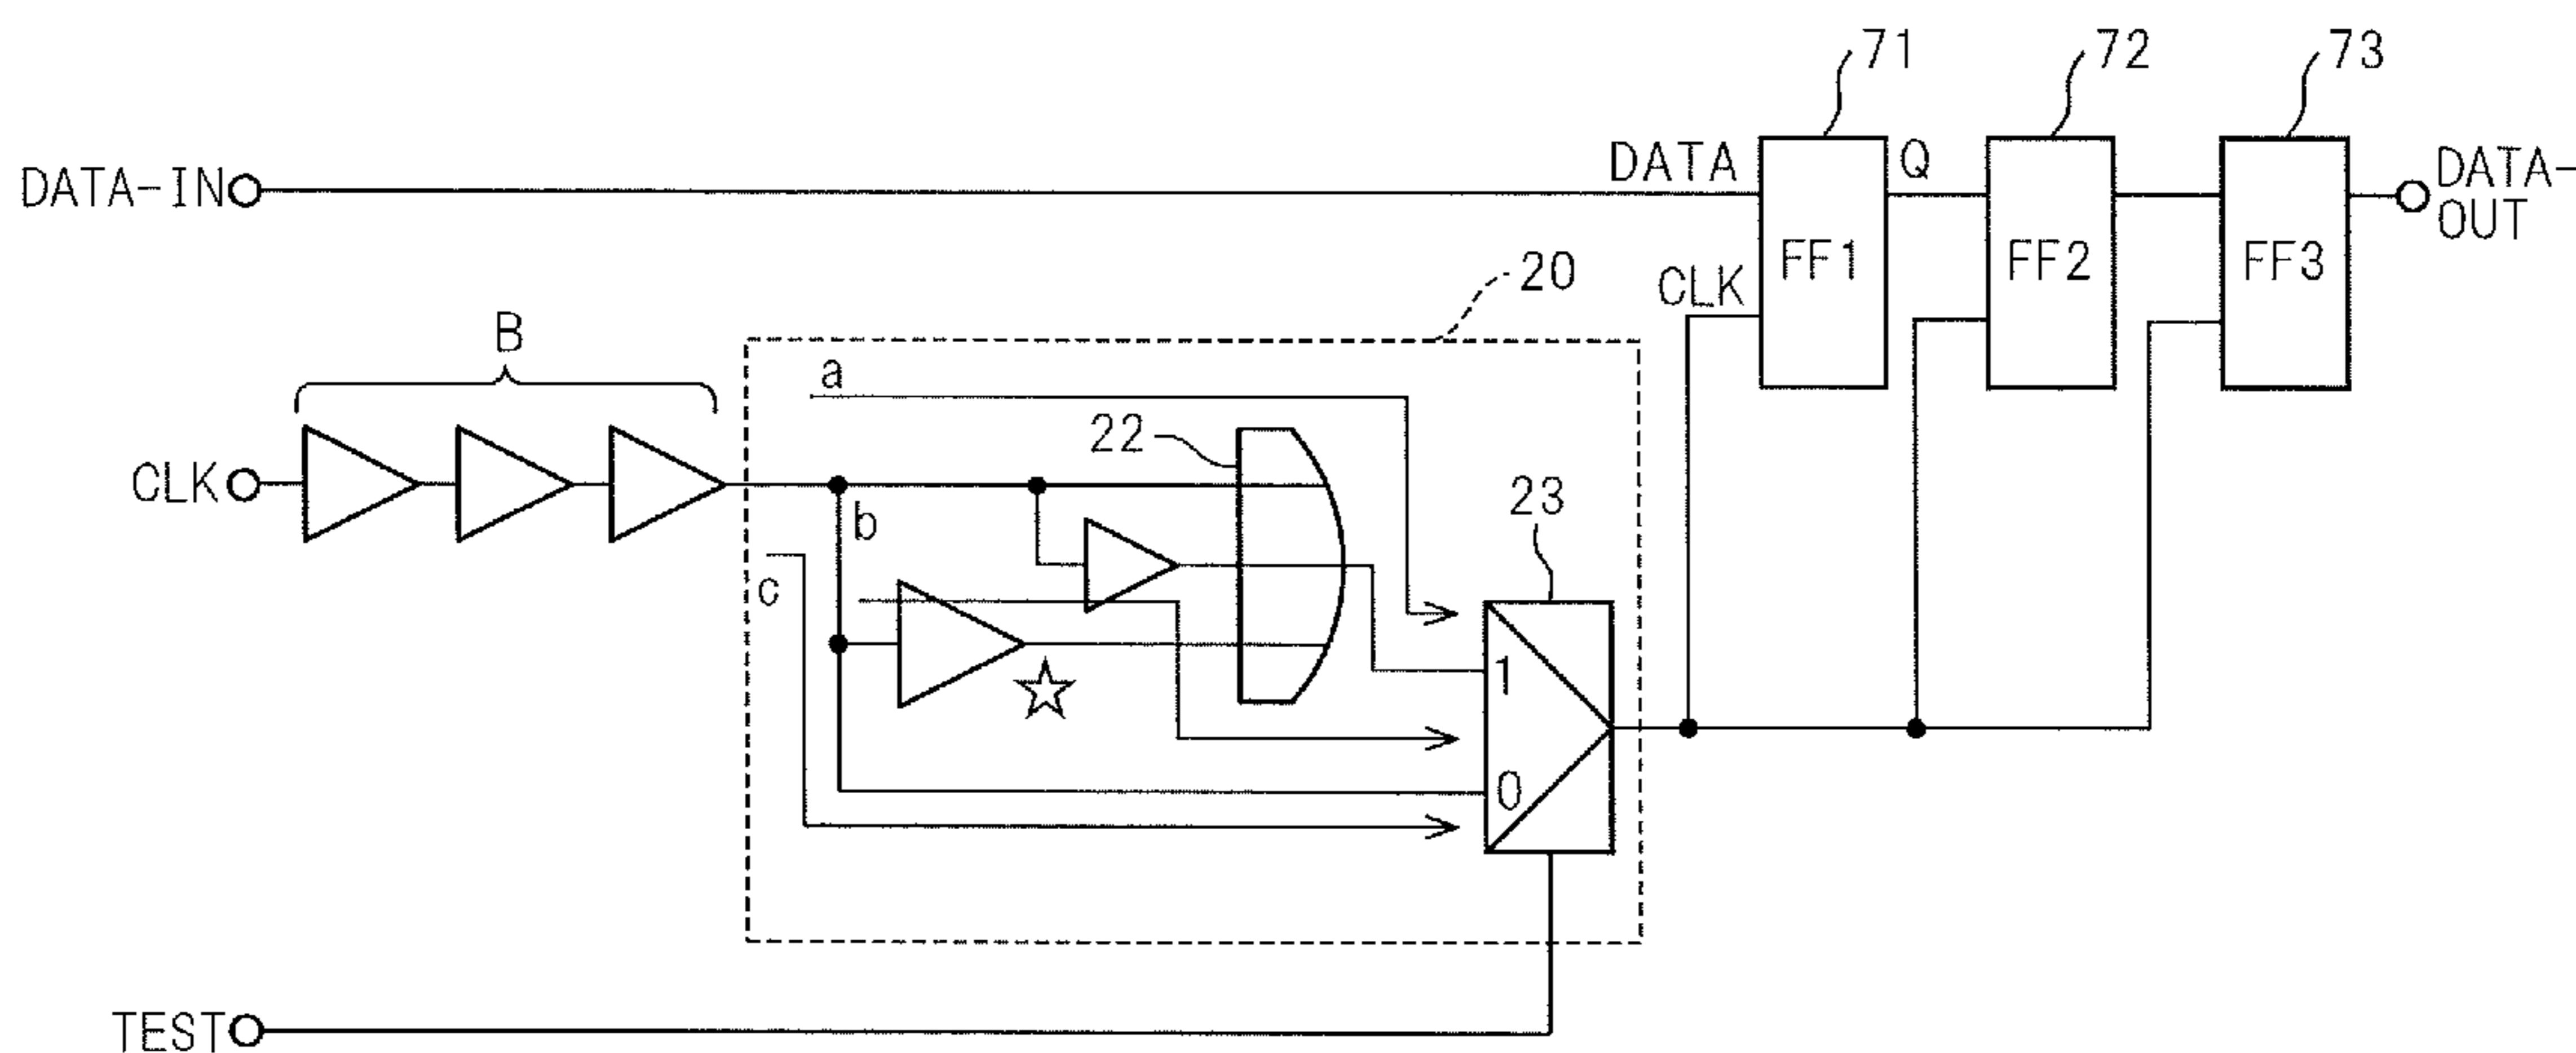 71
72
73
DATA-IN
DATA
Q
DATA-
OUT
FF1
FF2
FF3
20
CLK
B
a
22
CLK
b
23
c
☆
1
0
TEST